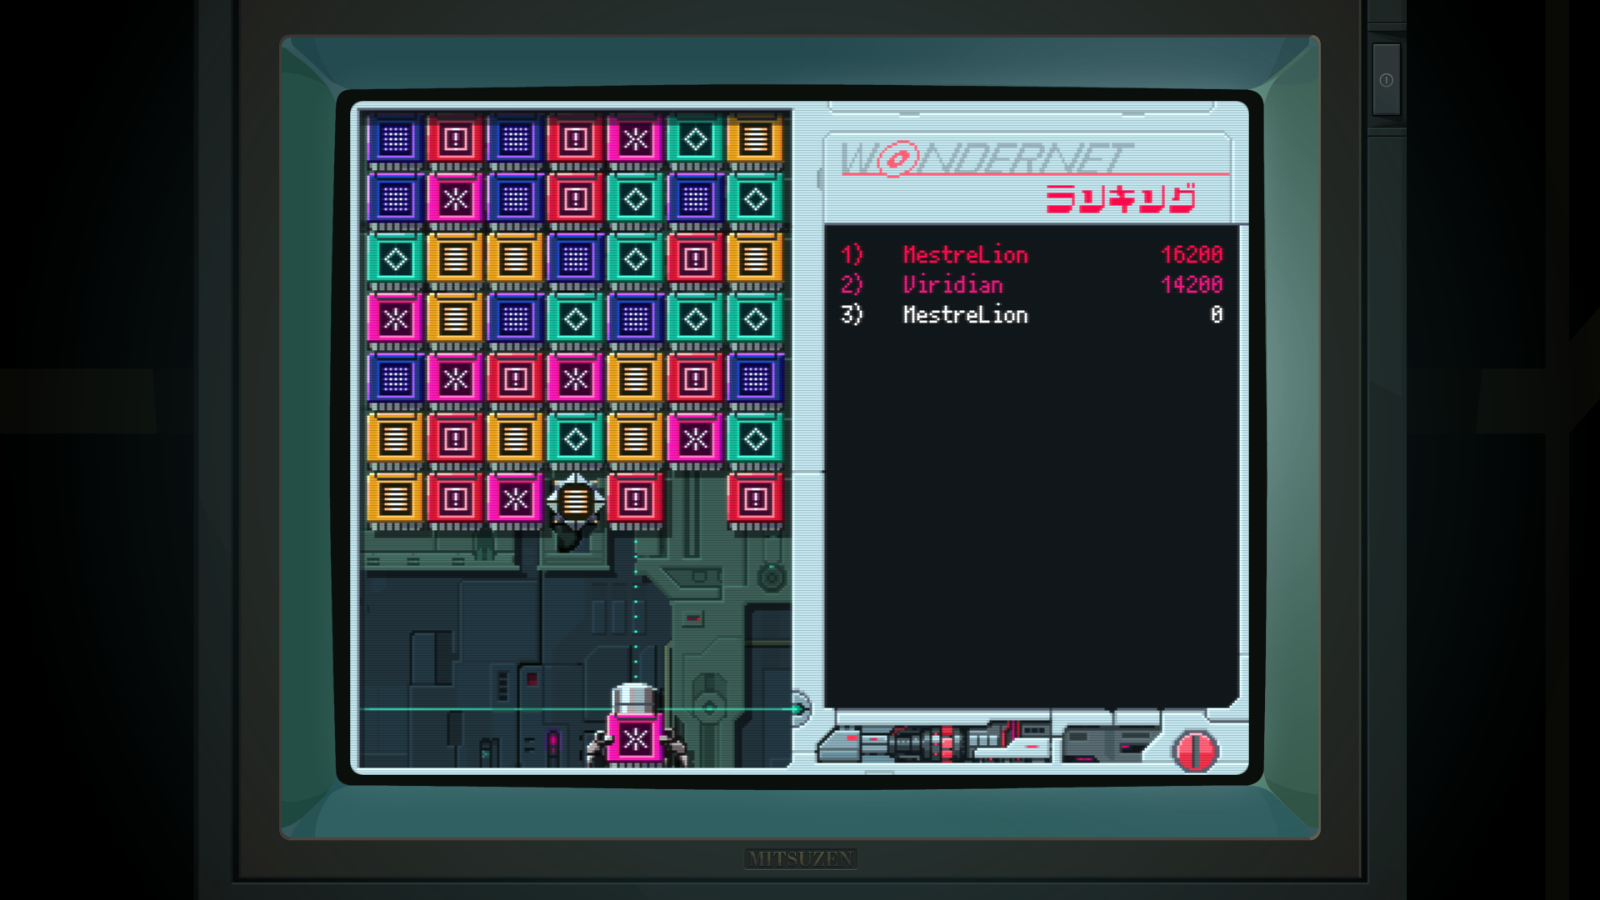 WONDERNET
ランキング
1) MestreLion 16200
2) Viridian 14200
3) MestreLion 0
MITSUZEN